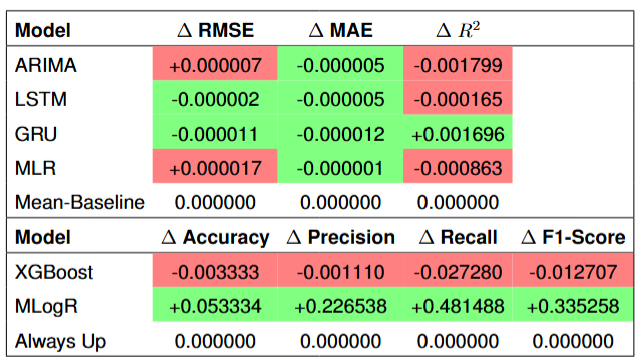 Model Δ RMSE Δ MAE Δ R²
ARIMA +0.000007 -0.000005 -0.001799
LSTM -0.000002 -0.000005 -0.000165
GRU -0.000011 -0.000012 +0.001696
MLR +0.000017 -0.000001 -0.000863
Mean-Baseline 0.000000 0.000000 0.000000
Model Δ Accuracy Δ Precision Δ Recall Δ F1-Score
XGBoost -0.003333 -0.001110 -0.027280 -0.012707
MLogR +0.053334 +0.226538 +0.481488 +0.335258
Always Up 0.000000 0.000000 0.000000 0.000000